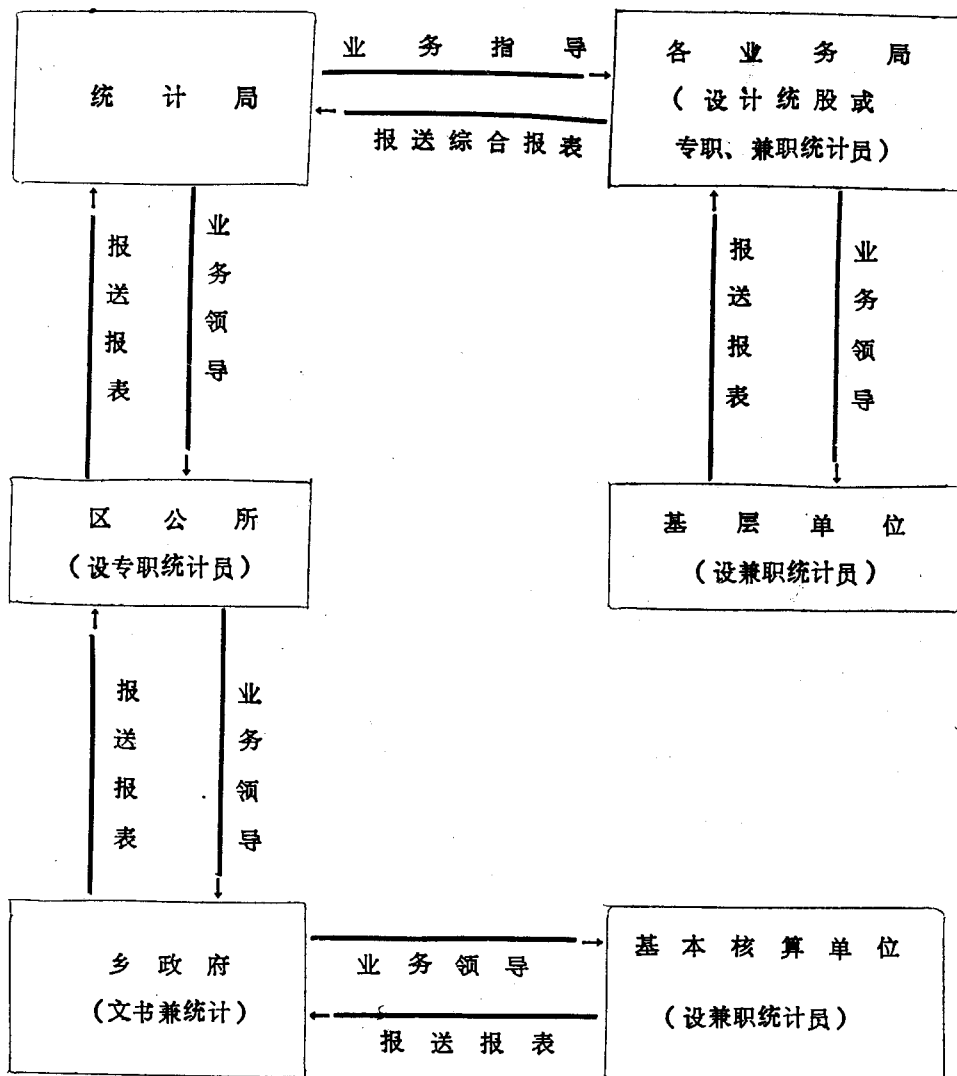 业务指导
统计局
各业务局
（设计统股或
专职、兼职统计员）
报送综合报表
报送报表
业务领导
报送报表
业务领导
区公所
（设专职统计员）
基层单位
（设兼职统计员）
报送报表
业务领导
乡政府
（文书兼统计）
业务领导
报送报表
基本核算单位
（设兼职统计员）